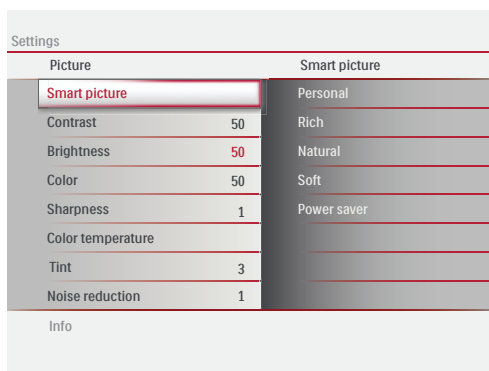 Settings
Picture Smart picture
Smart picture Personal
Contrast 50 Rich
Brightness 50 Natural
Color 50 Soft
Sharpness 1 Power saver
Color temperature
Tint 3
Noise reduction 1
Info